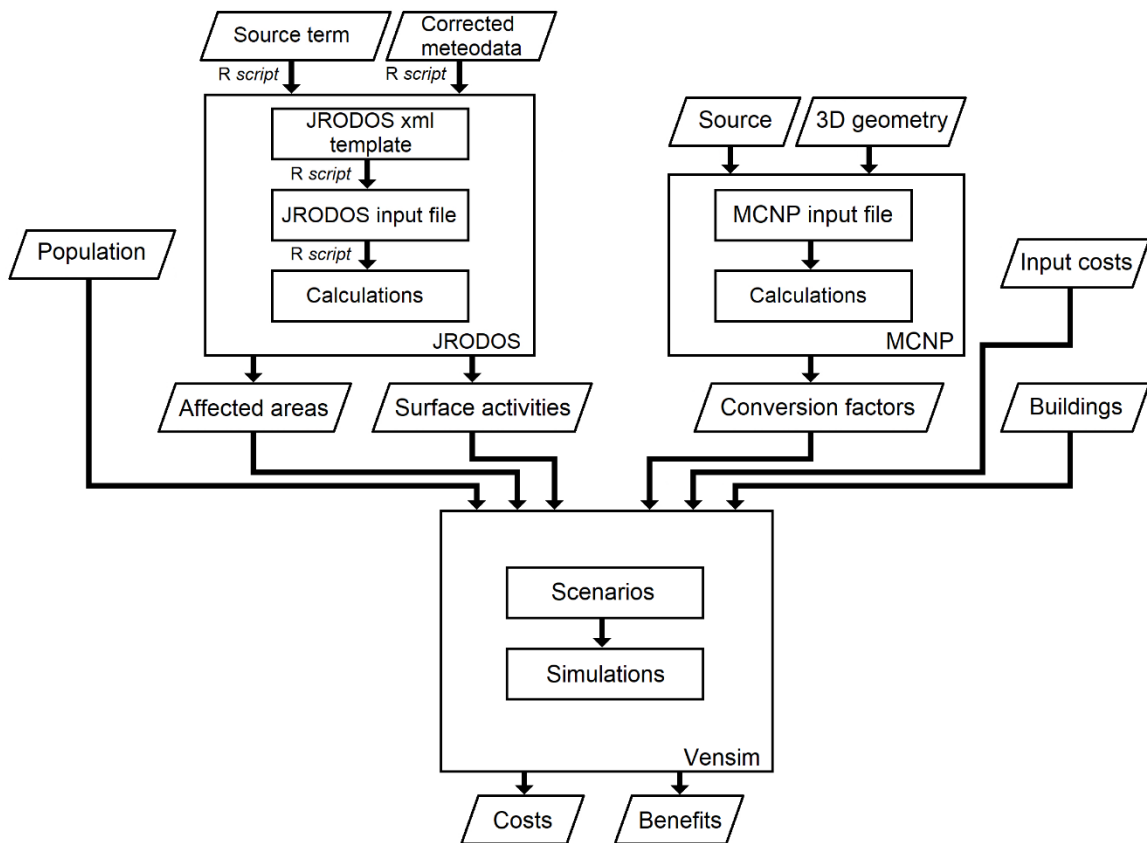 Source term
Corrected
meteodata
R script
R script
JRODOS xml
template
R script
JRODOS input file
R script
Calculations
JRODOS
Source
3D geometry
MCNP input file
Calculations
MCNP
Population
Input costs
Affected areas
Surface activities
Conversion factors
Buildings
Scenarios
Simulations
Vensim
Costs
Benefits